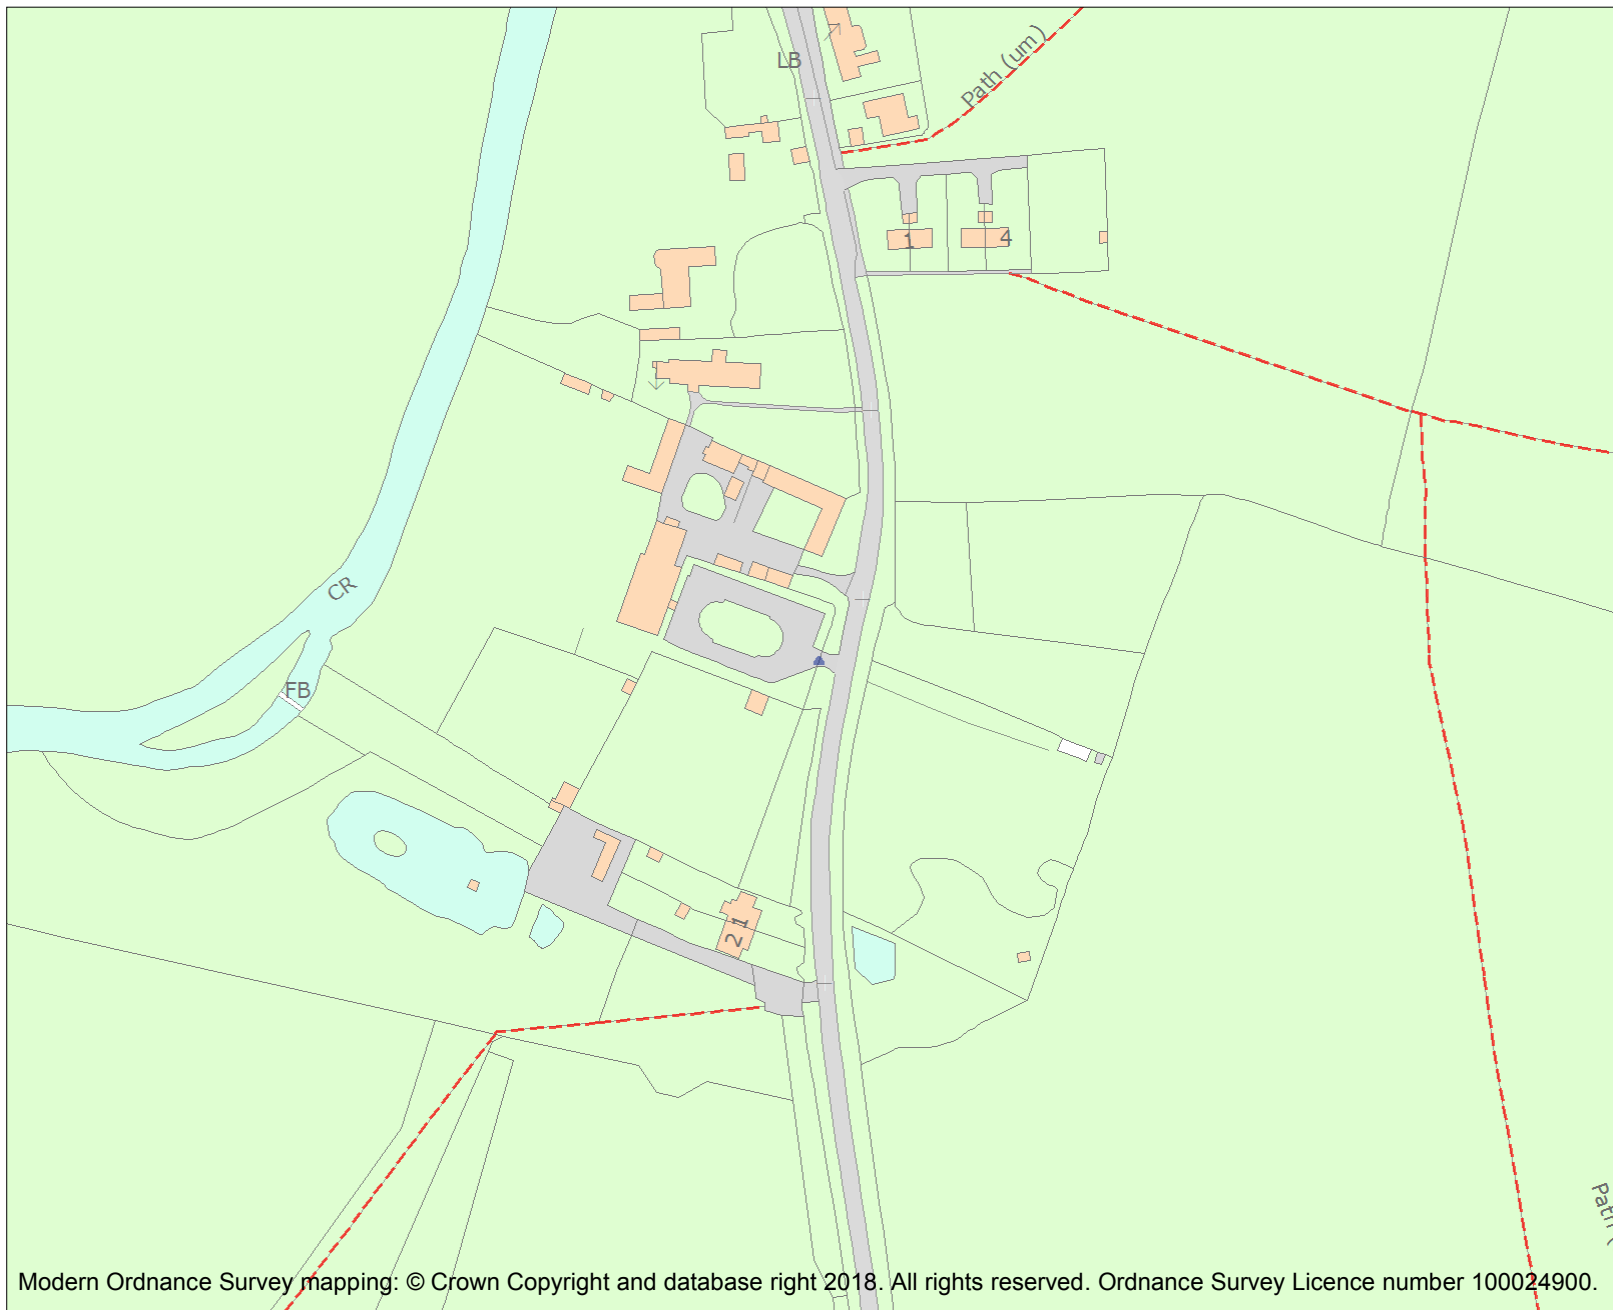 LB
Path (um)
1
4
CR
FB
1
2
Path (
Modern Ordnance Survey mapping: © Crown Copyright and database right 2018. All rights reserved. Ordnance Survey Licence number 100024900.